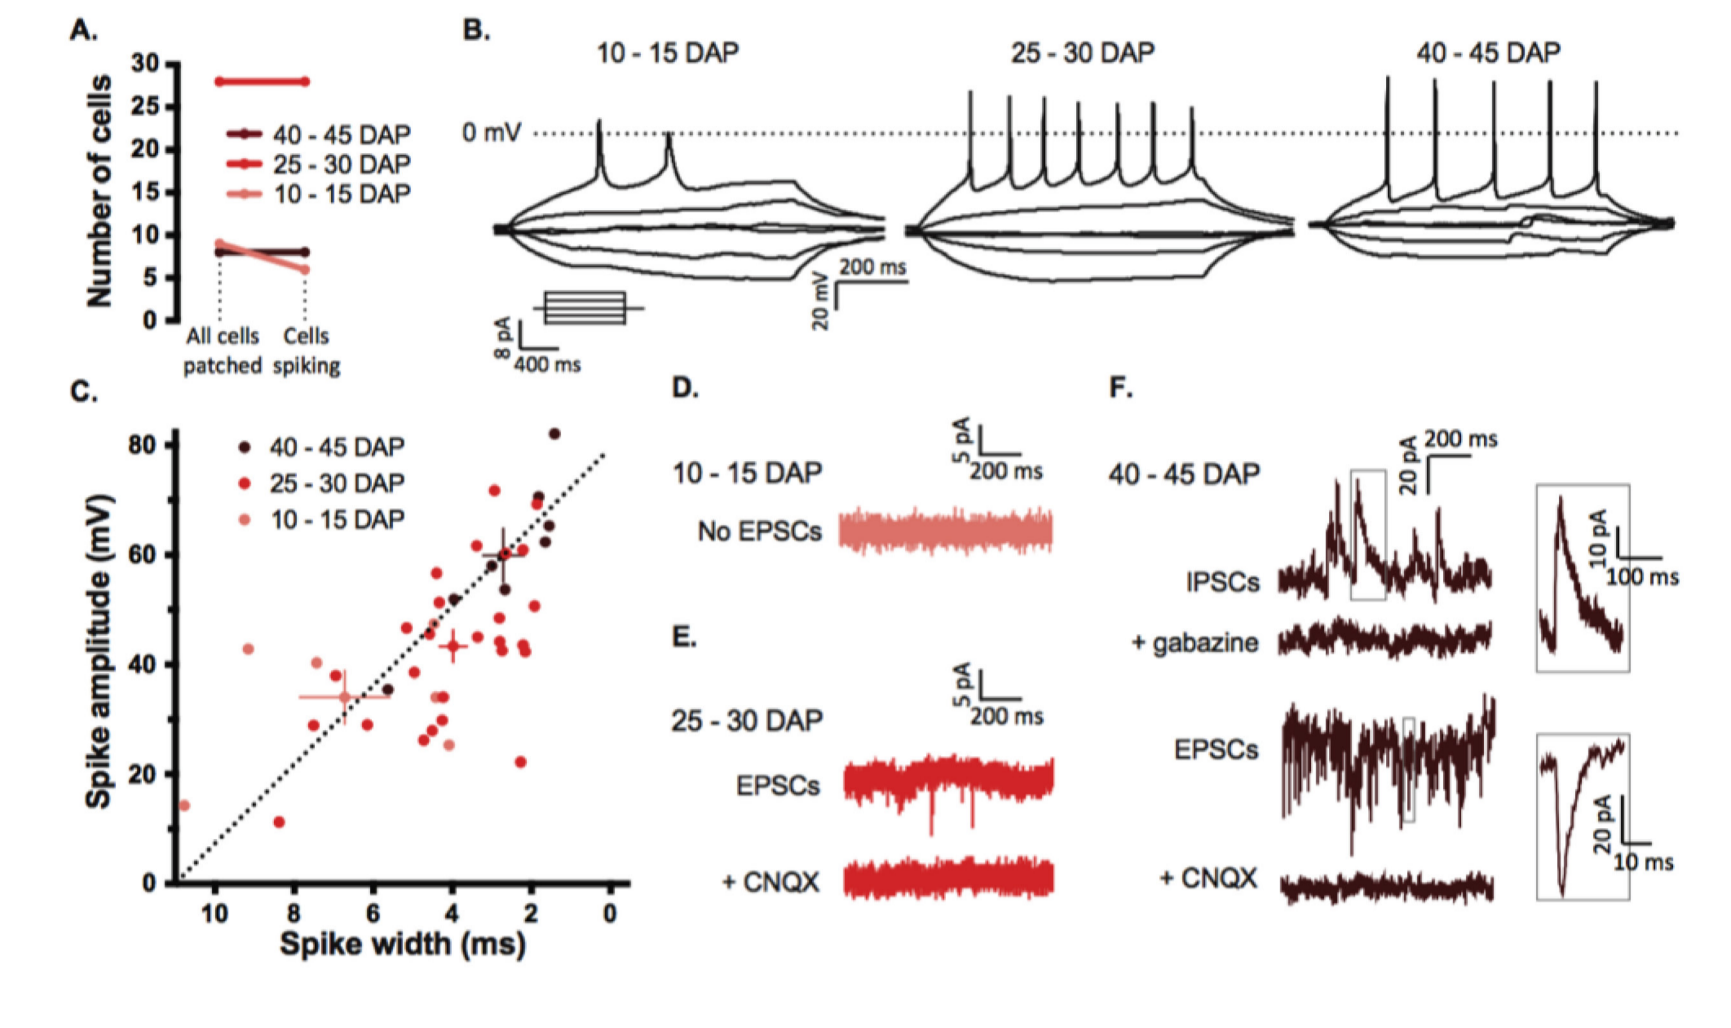 A.
30
25
20
15
10
5
0
Number of cells
40 - 45 DAP
25 - 30 DAP
10 - 15 DAP
All cells
patched
Cells
spiking
B.
10 - 15 DAP
25 - 30 DAP
40 - 45 DAP
0 mV
8 pA
400 ms
20 mV
200 ms
C.
80
60
40
20
0
Spike amplitude (mV)
40 - 45 DAP
25 - 30 DAP
10 - 15 DAP
10
8
6
4
2
0
Spike width (ms)
D.
10 - 15 DAP
5 pA
200 ms
No EPSCs
E.
25 - 30 DAP
5 pA
200 ms
EPSCs
+ CNQX
F.
40 - 45 DAP
20 pA
200 ms
IPSCs
+ gabazine
10 pA
100 ms
EPSCs
+ CNQX
20 pA
10 ms